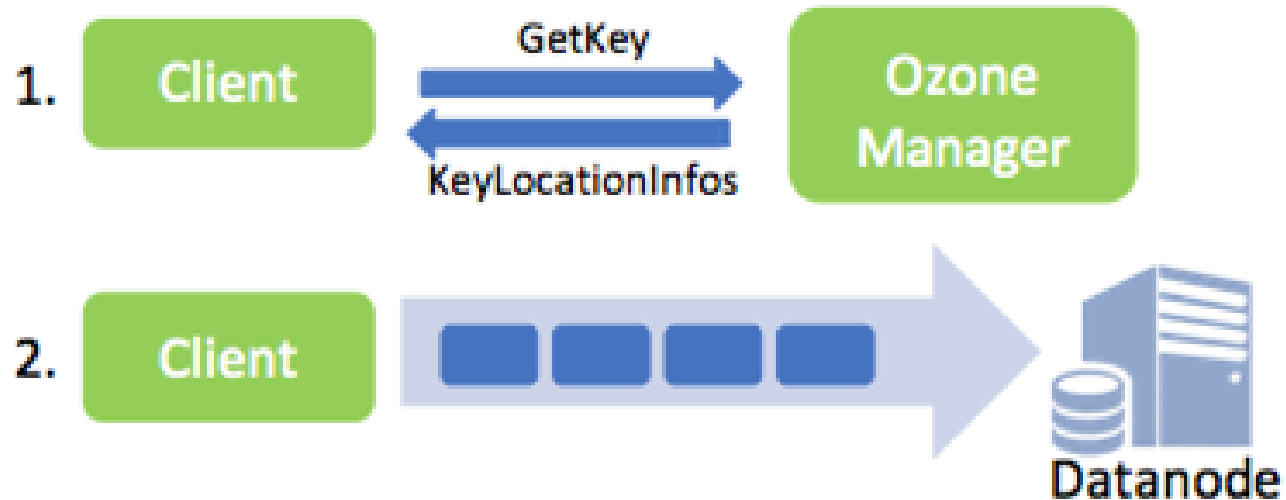 1.
Client
GetKey
KeyLocationInfos
Ozone
Manager
2.
Client
Datanode